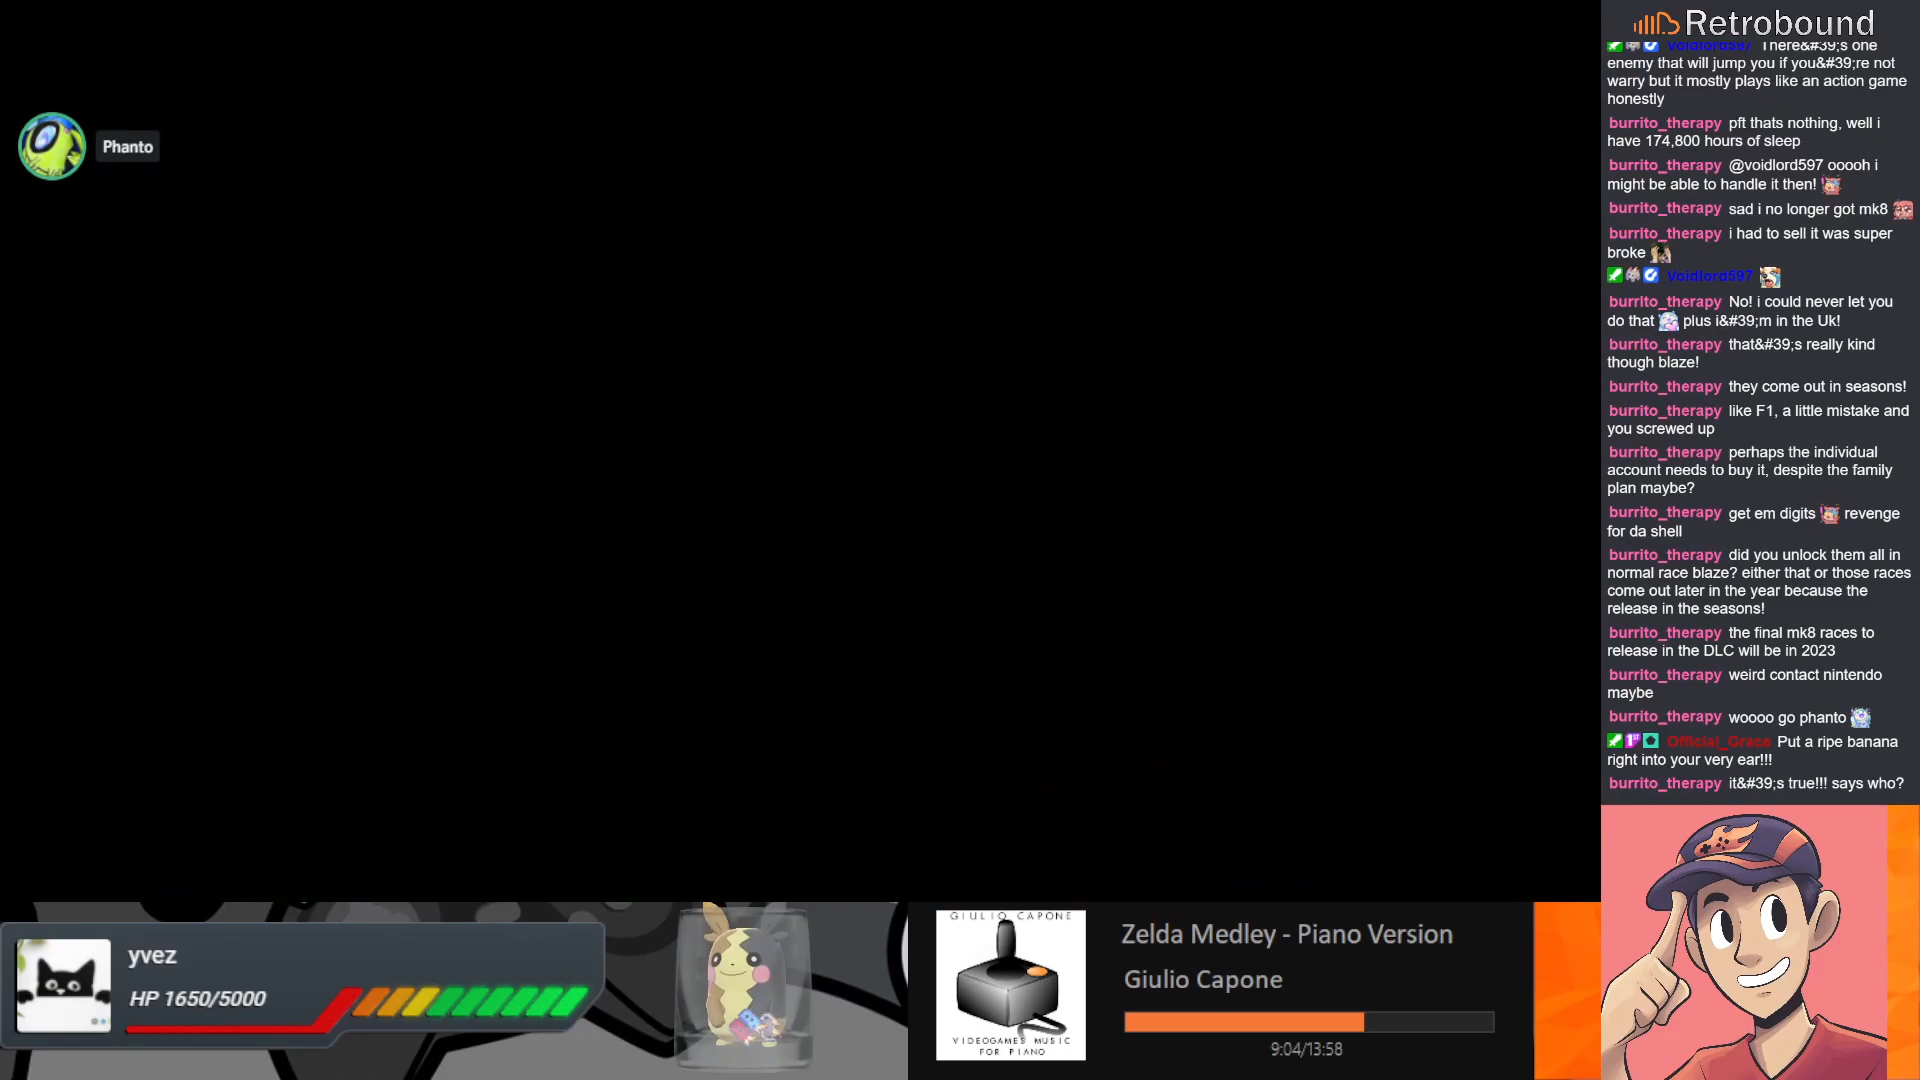 Retrobound
Voidlord597 There&#39;s one
enemy that will jump you if you&#39;re not
warry but it mostly plays like an action game
honestly
burrito_therapy pft thats nothing, well i
have 174,800 hours of sleep
burrito_therapy @voidlord597 ooooh i
might be able to handle it then!
burrito_therapy sad i no longer got mk8
burrito_therapy i had to sell it was super
broke
Voidlord597
burrito_therapy No! i could never let you
do that plus i&#39;m in the Uk!
burrito_therapy that&#39;s really kind
though blaze!
burrito_therapy they come out in seasons!
burrito_therapy like F1, a little mistake and
you screwed up
burrito_therapy perhaps the individual
account needs to buy it, despite the family
plan maybe?
burrito_therapy get em digits revenge
for da shell
burrito_therapy did you unlock them all in
normal race blaze? either that or those races
come out later in the year because the
release in the seasons!
burrito_therapy the final mk8 races to
release in the DLC will be in 2023
burrito_therapy weird contact nintendo
maybe
burrito_therapy woooo go phanto
Official_Grace Put a ripe banana
right into your very ear!!!
burrito_therapy it&#39;s true!!! says who?
Phanto
yvez
HP 1650/5000
GIULIO CAPONE
VIDEOGAMES MUSIC
FOR PIANO
Zelda Medley - Piano Version
Giulio Capone
9:04/13:58